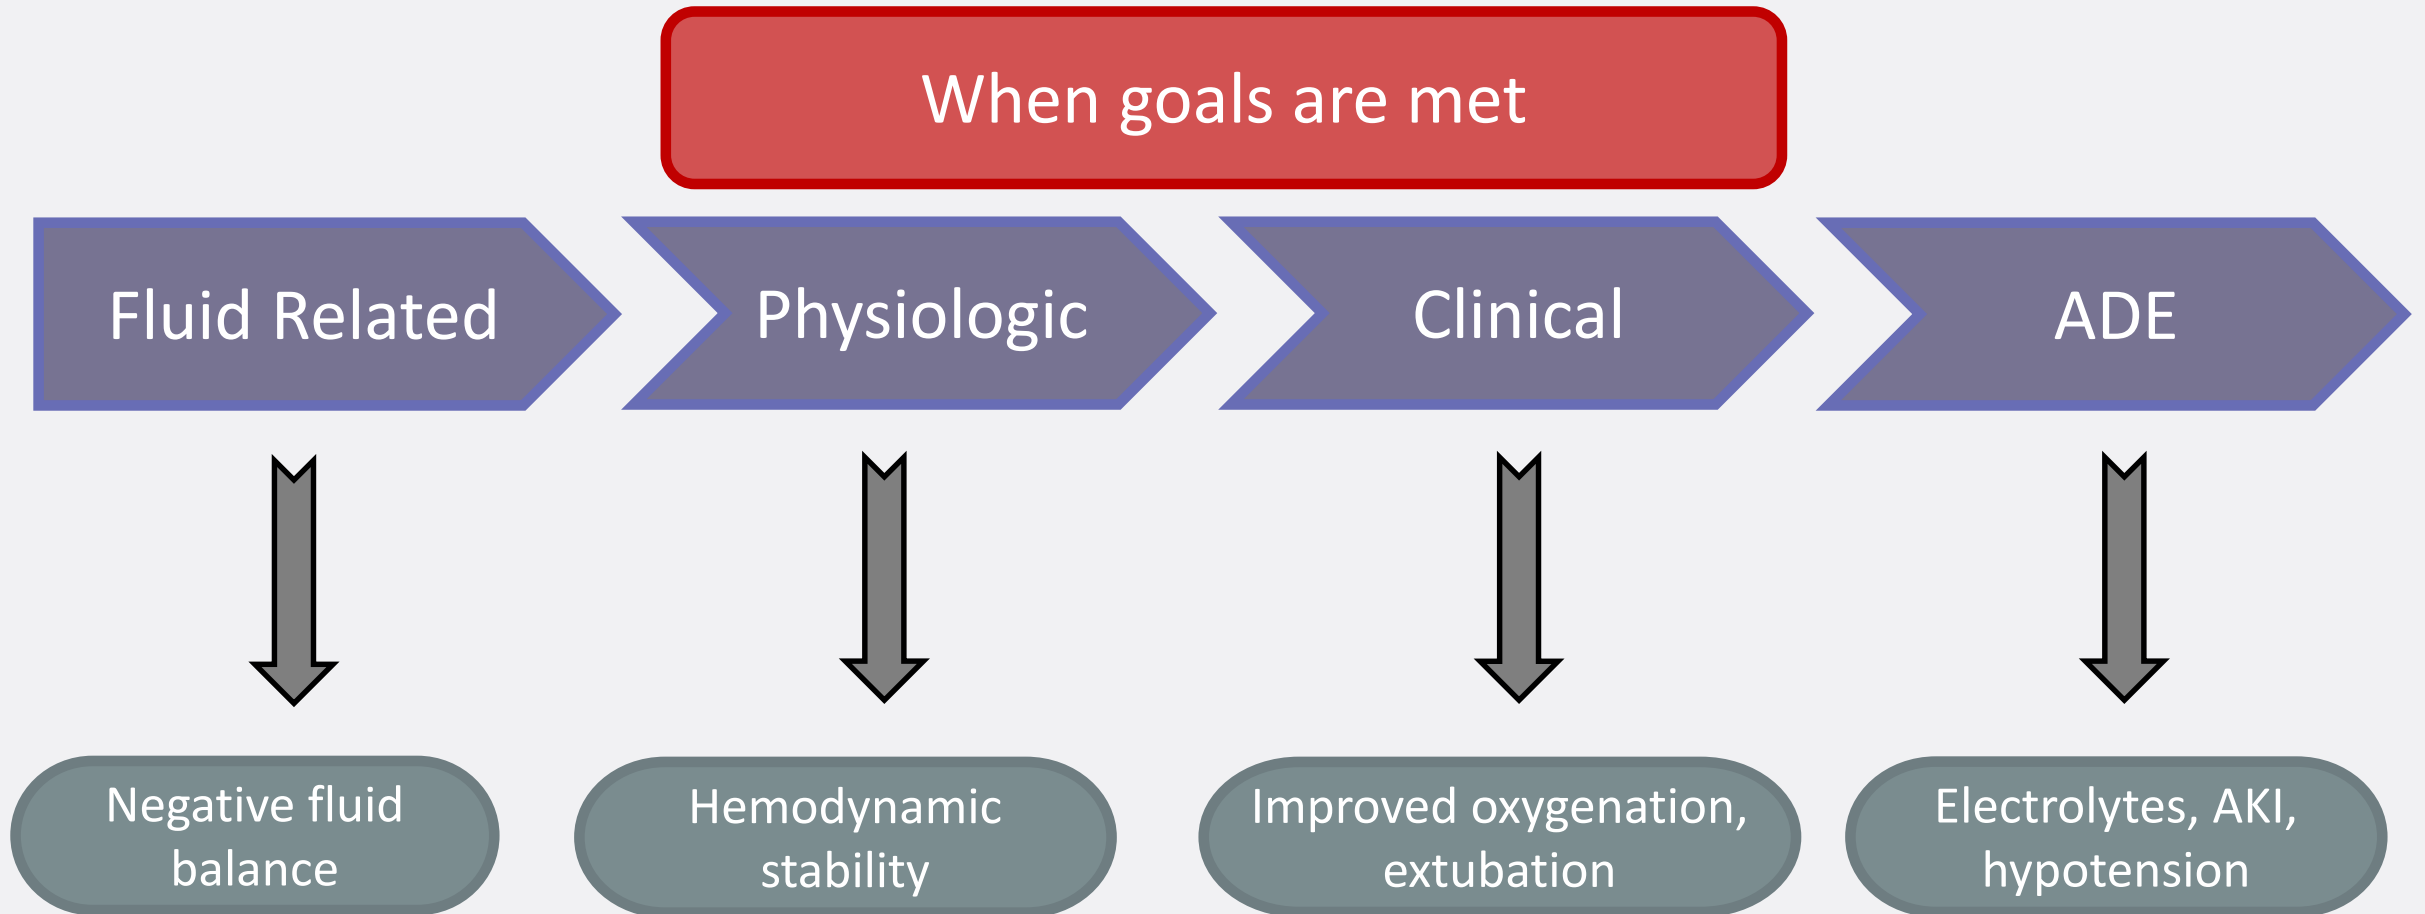 When goals are met
Fluid Related
Physiologic
Clinical
ADE
Negative fluid
balance
Hemodynamic
stability
Improved oxygenation,
extubation
Electrolytes, AKI,
hypotension